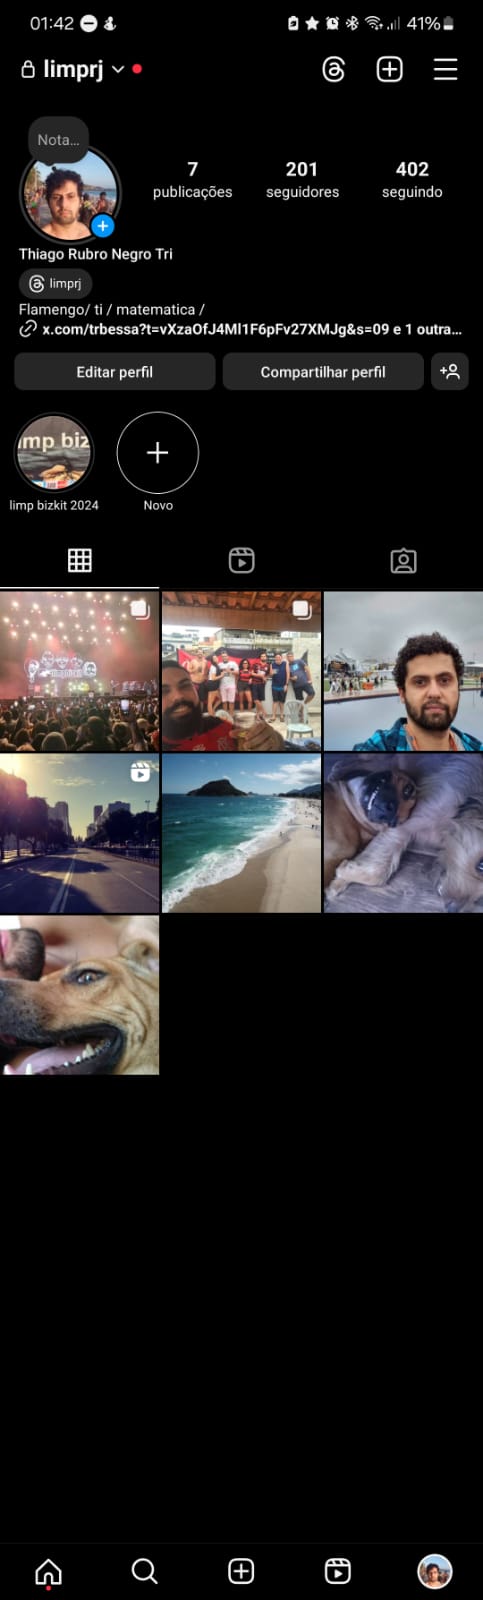 01:42
41%
limprj
Nota...
7
201
402
publicações
seguidores
seguindo
Thiago Rubro Negro Tri
limprj
Flamengo/ ti / matematica /
x.com/trbessa?t=vXzaOfJ4Ml1F6pFv27XMJg&s=09 e 1 outra...
Editar perfil
Compartilhar perfil
imp biz
limp bizkit 2024
Novo
limpbizkit